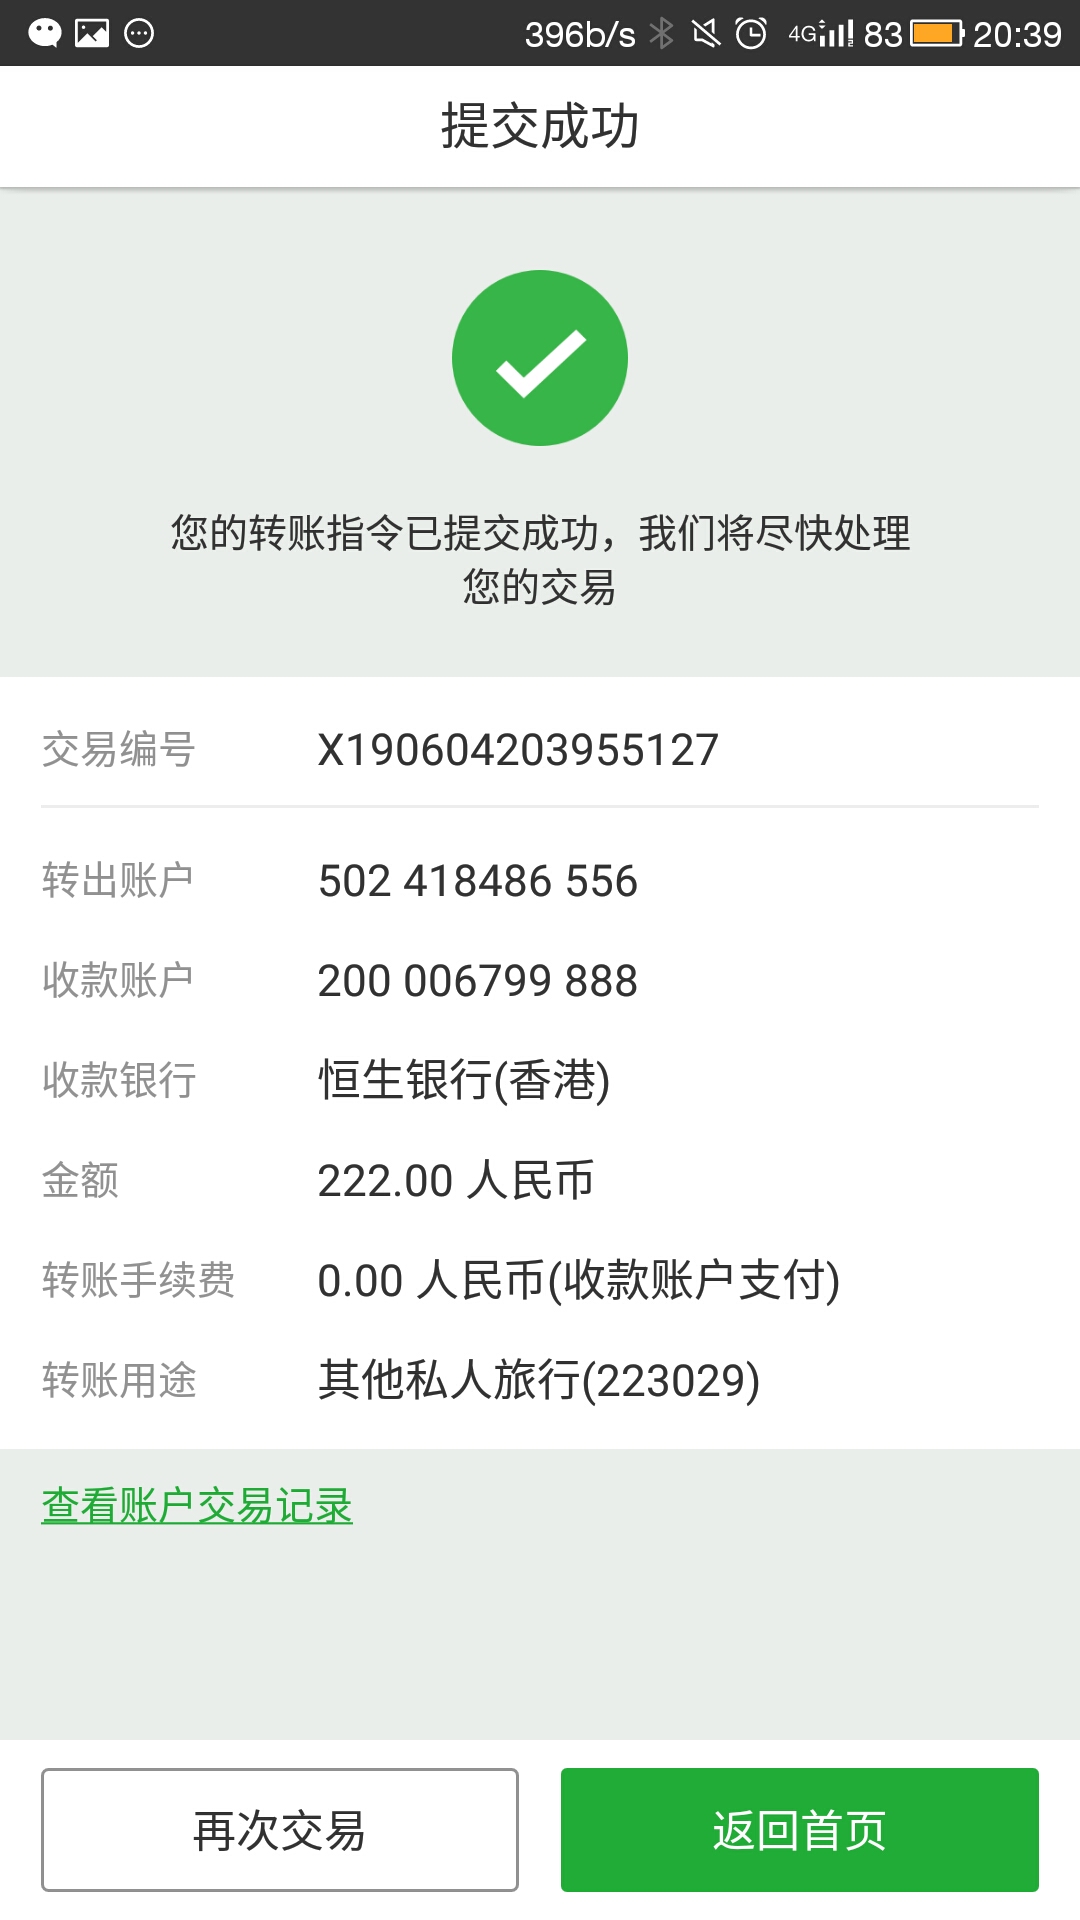 396b/s 4G 83 20:39
提交成功
您的转账指令已提交成功，我们将尽快处理
您的交易
交易编号 X190604203955127
转出账户 502 418486 556
收款账户 200 006799 888
收款银行 恒生银行(香港)
金额 222.00 人民币
转账手续费 0.00 人民币(收款账户支付)
转账用途 其他私人旅行(223029)
查看账户交易记录
再次交易 返回首页